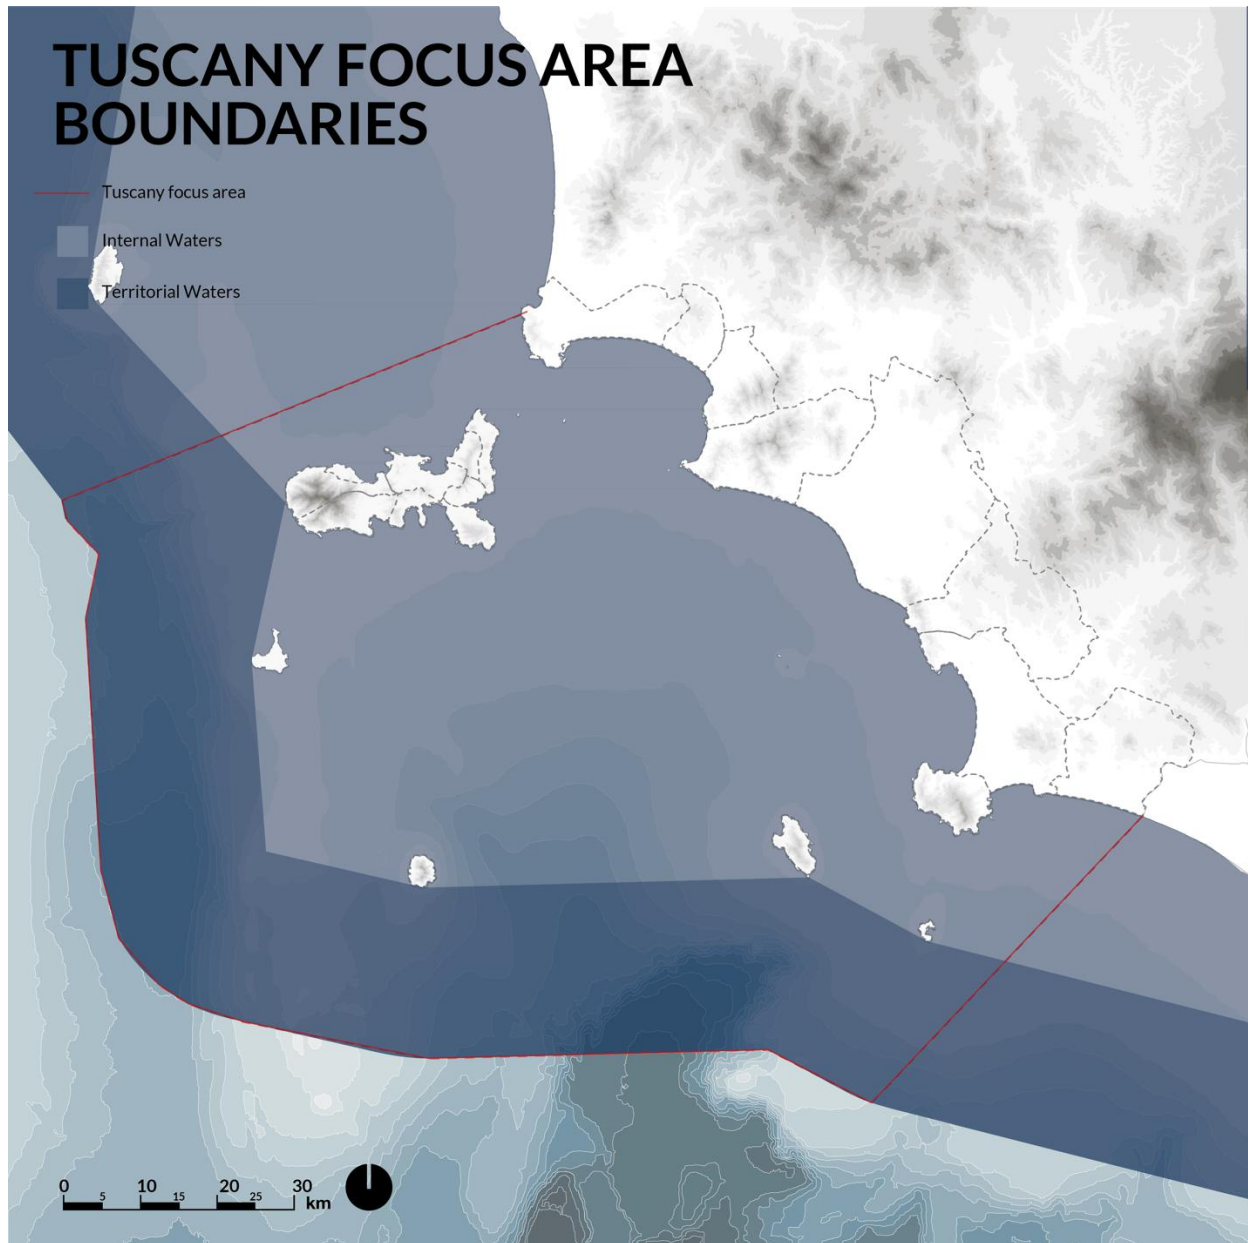 TUSCANY FOCUS AREA
BOUNDARIES
Tuscany focus area
Internal Waters
Territorial Waters
0 5 10 15 20 25 30 km